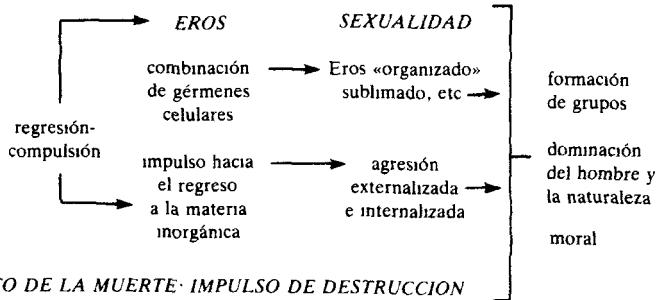 EROS
SEXUALIDAD
combinación
de gérmenes
celulares
Eros «organizado»
sublimado, etc
formación
de grupos
regresión-
compulsión
impulso hacia
el regreso
a la materia
inorgánica
agresión
externalizada
e internalizada
dominación
del hombre y
la naturaleza
moral
DE LA MUERTE· IMPULSO DE DESTRUCCION